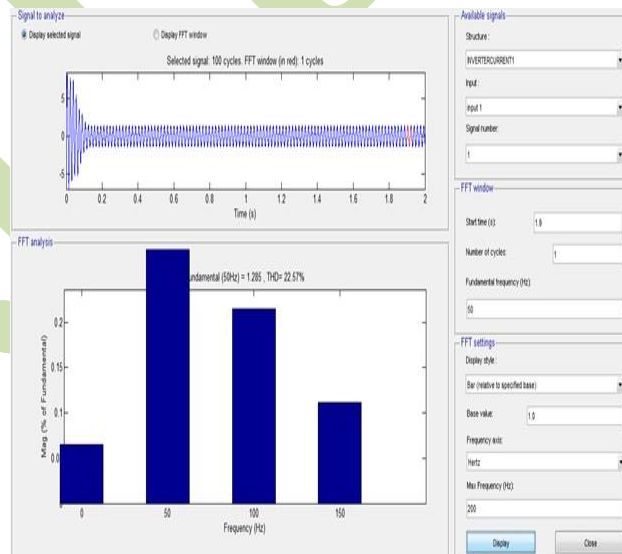 Signal to analyze
Display selected signal
Display FFT window
Selected signal: 100 cycles. FFT window (in red): 1 cycles
5
0
-5
0 0.2 0.4 0.6 0.8 1 1.2 1.4 1.6 1.8 2
Time (s)
FFT analysis
undamental (50Hz) = 1.285 , THD= 22.57%
0.2
0.15
0.1
0.0
Mag (% of Fundamental)
0 50 100 150
Frequency (Hz)
Available signals
Structure :
INVERTERCURRENT1
Input :
input 1
Signal number:
1
FFT window
Start time (s):
1.9
Number of cycles:
1
Fundamental frequency (Hz):
50
FFT settings
Display style :
Bar (relative to specified base)
Base value:
1.0
Frequency axis:
Hertz
Max Frequency (Hz):
200
Display
Close